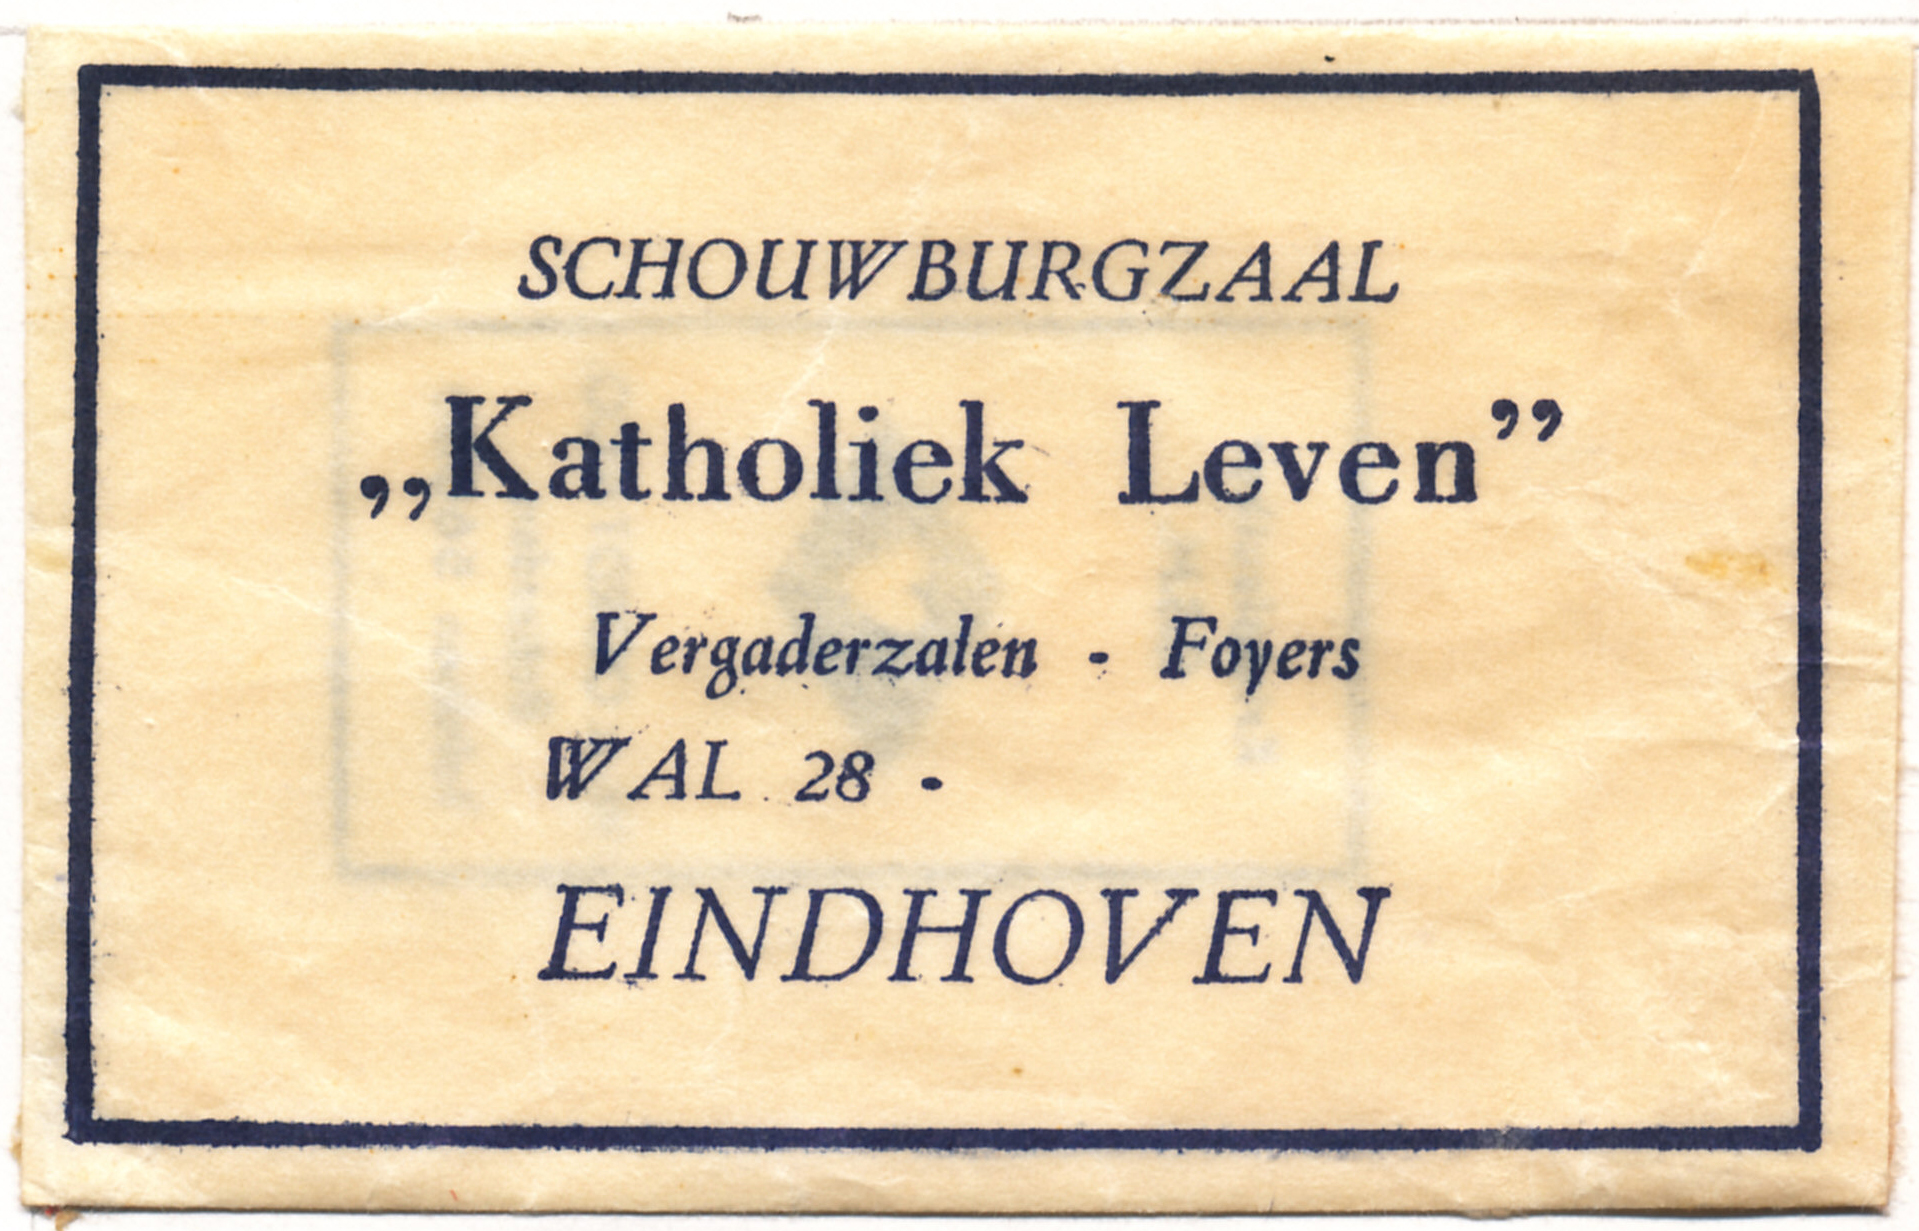 SCHOUWBURGZAAL
„Katholiek Leven”
Vergaderzalen - Foyers
WAL 28 -
EINDHOVEN